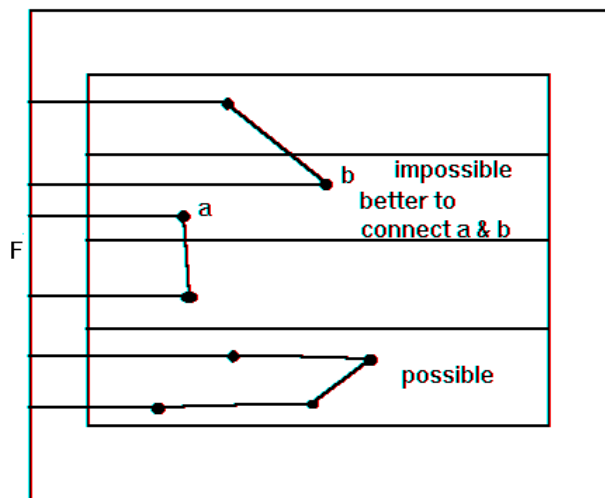 b impossible
better to
a
connect a & b
F
possible